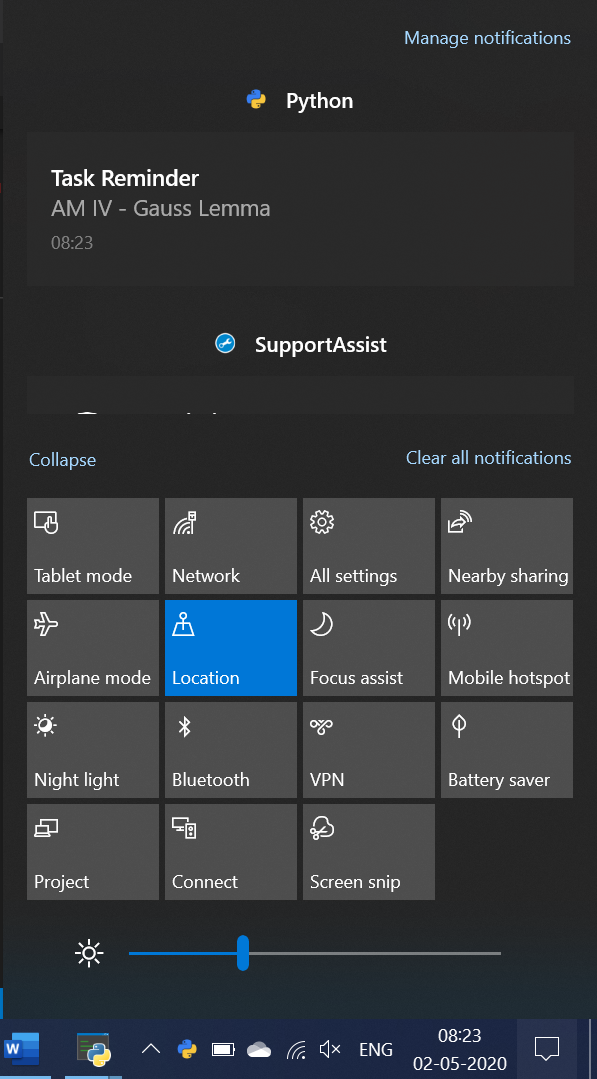 Manage notifications
Python
Task Reminder
AM IV - Gauss Lemma
08:23
SupportAssist
Collapse
Clear all notifications
Tablet mode
Network
All settings
Nearby sharing
Airplane mode
Location
Focus assist
Mobile hotspot
Night light
Bluetooth
VPN
Battery saver
Project
Connect
Screen snip
W
ENG
08:23
02-05-2020